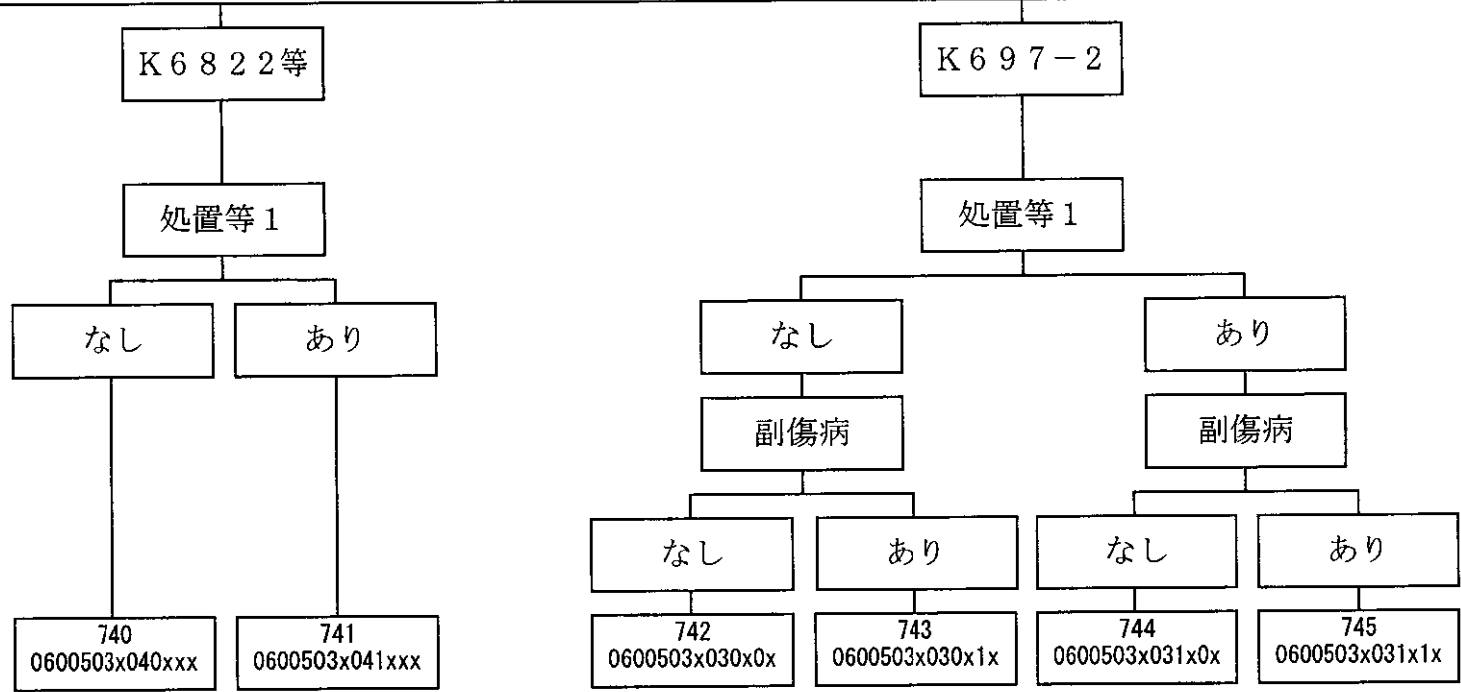 K6822等
K697-2
処置等1
処置等1
なし
あり
なし
あり
副傷病
副傷病
なし
あり
なし
あり
740
0600503x040xxx
741
0600503x041xxx
742
0600503x030x0x
743
0600503x030x1x
744
0600503x031x0x
745
0600503x031x1x